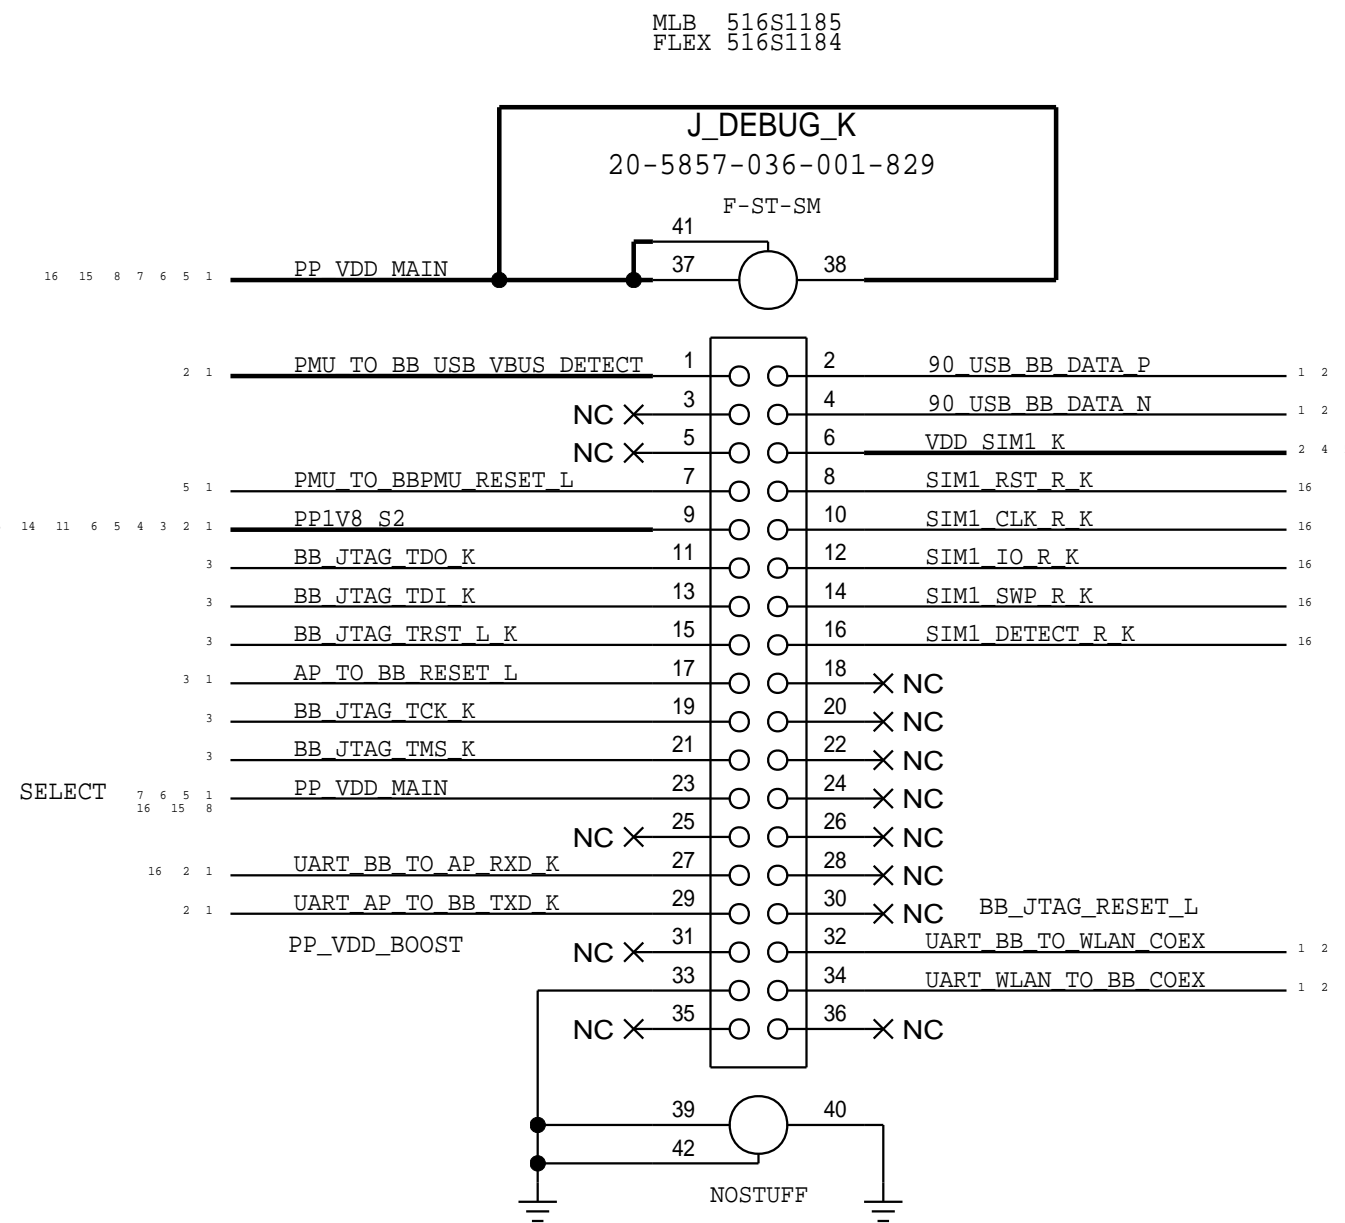 MLB 516S1185
FLEX 516S1184
J_DEBUG_K
20-5857-036-001-829
F-ST-SM
41
16 15 8 7 6 5 1 PP_VDD_MAIN 37 38
2 1 PMU_TO_BB_USB_VBUS_DETECT 1 2 90_USB_BB_DATA_P 1 2
NC 3 4 90_USB_BB_DATA_N 1 2
NC 5 6 VDD_SIM1_K 2 4
5 1 PMU_TO_BBPMU_RESET_L 7 8 SIM1_RST_R_K 16
14 11 6 5 4 3 2 1 PP1V8_S2 9 10 SIM1_CLK_R_K 16
3 BB_JTAG_TDO_K 11 12 SIM1_IO_R_K 16
3 BB_JTAG_TDI_K 13 14 SIM1_SWP_R_K 16
3 BB_JTAG_TRST_L_K 15 16 SIM1_DETECT_R_K 16
3 1 AP_TO_BB_RESET_L 17 18 NC
3 BB_JTAG_TCK_K 19 20 NC
3 BB_JTAG_TMS_K 21 22 NC
SELECT 7 6 5 1 PP_VDD_MAIN 23 24 NC
16 15 8
NC 25 26 NC
16 2 1 UART_BB_TO_AP_RXD_K 27 28 NC
2 1 UART_AP_TO_BB_TXD_K 29 30 NC BB_JTAG_RESET_L
PP_VDD_BOOST NC 31 32 UART_BB_TO_WLAN_COEX 1 2
33 34 UART_WLAN_TO_BB_COEX 1 2
NC 35 36 NC
39 40
42
NOSTUFF